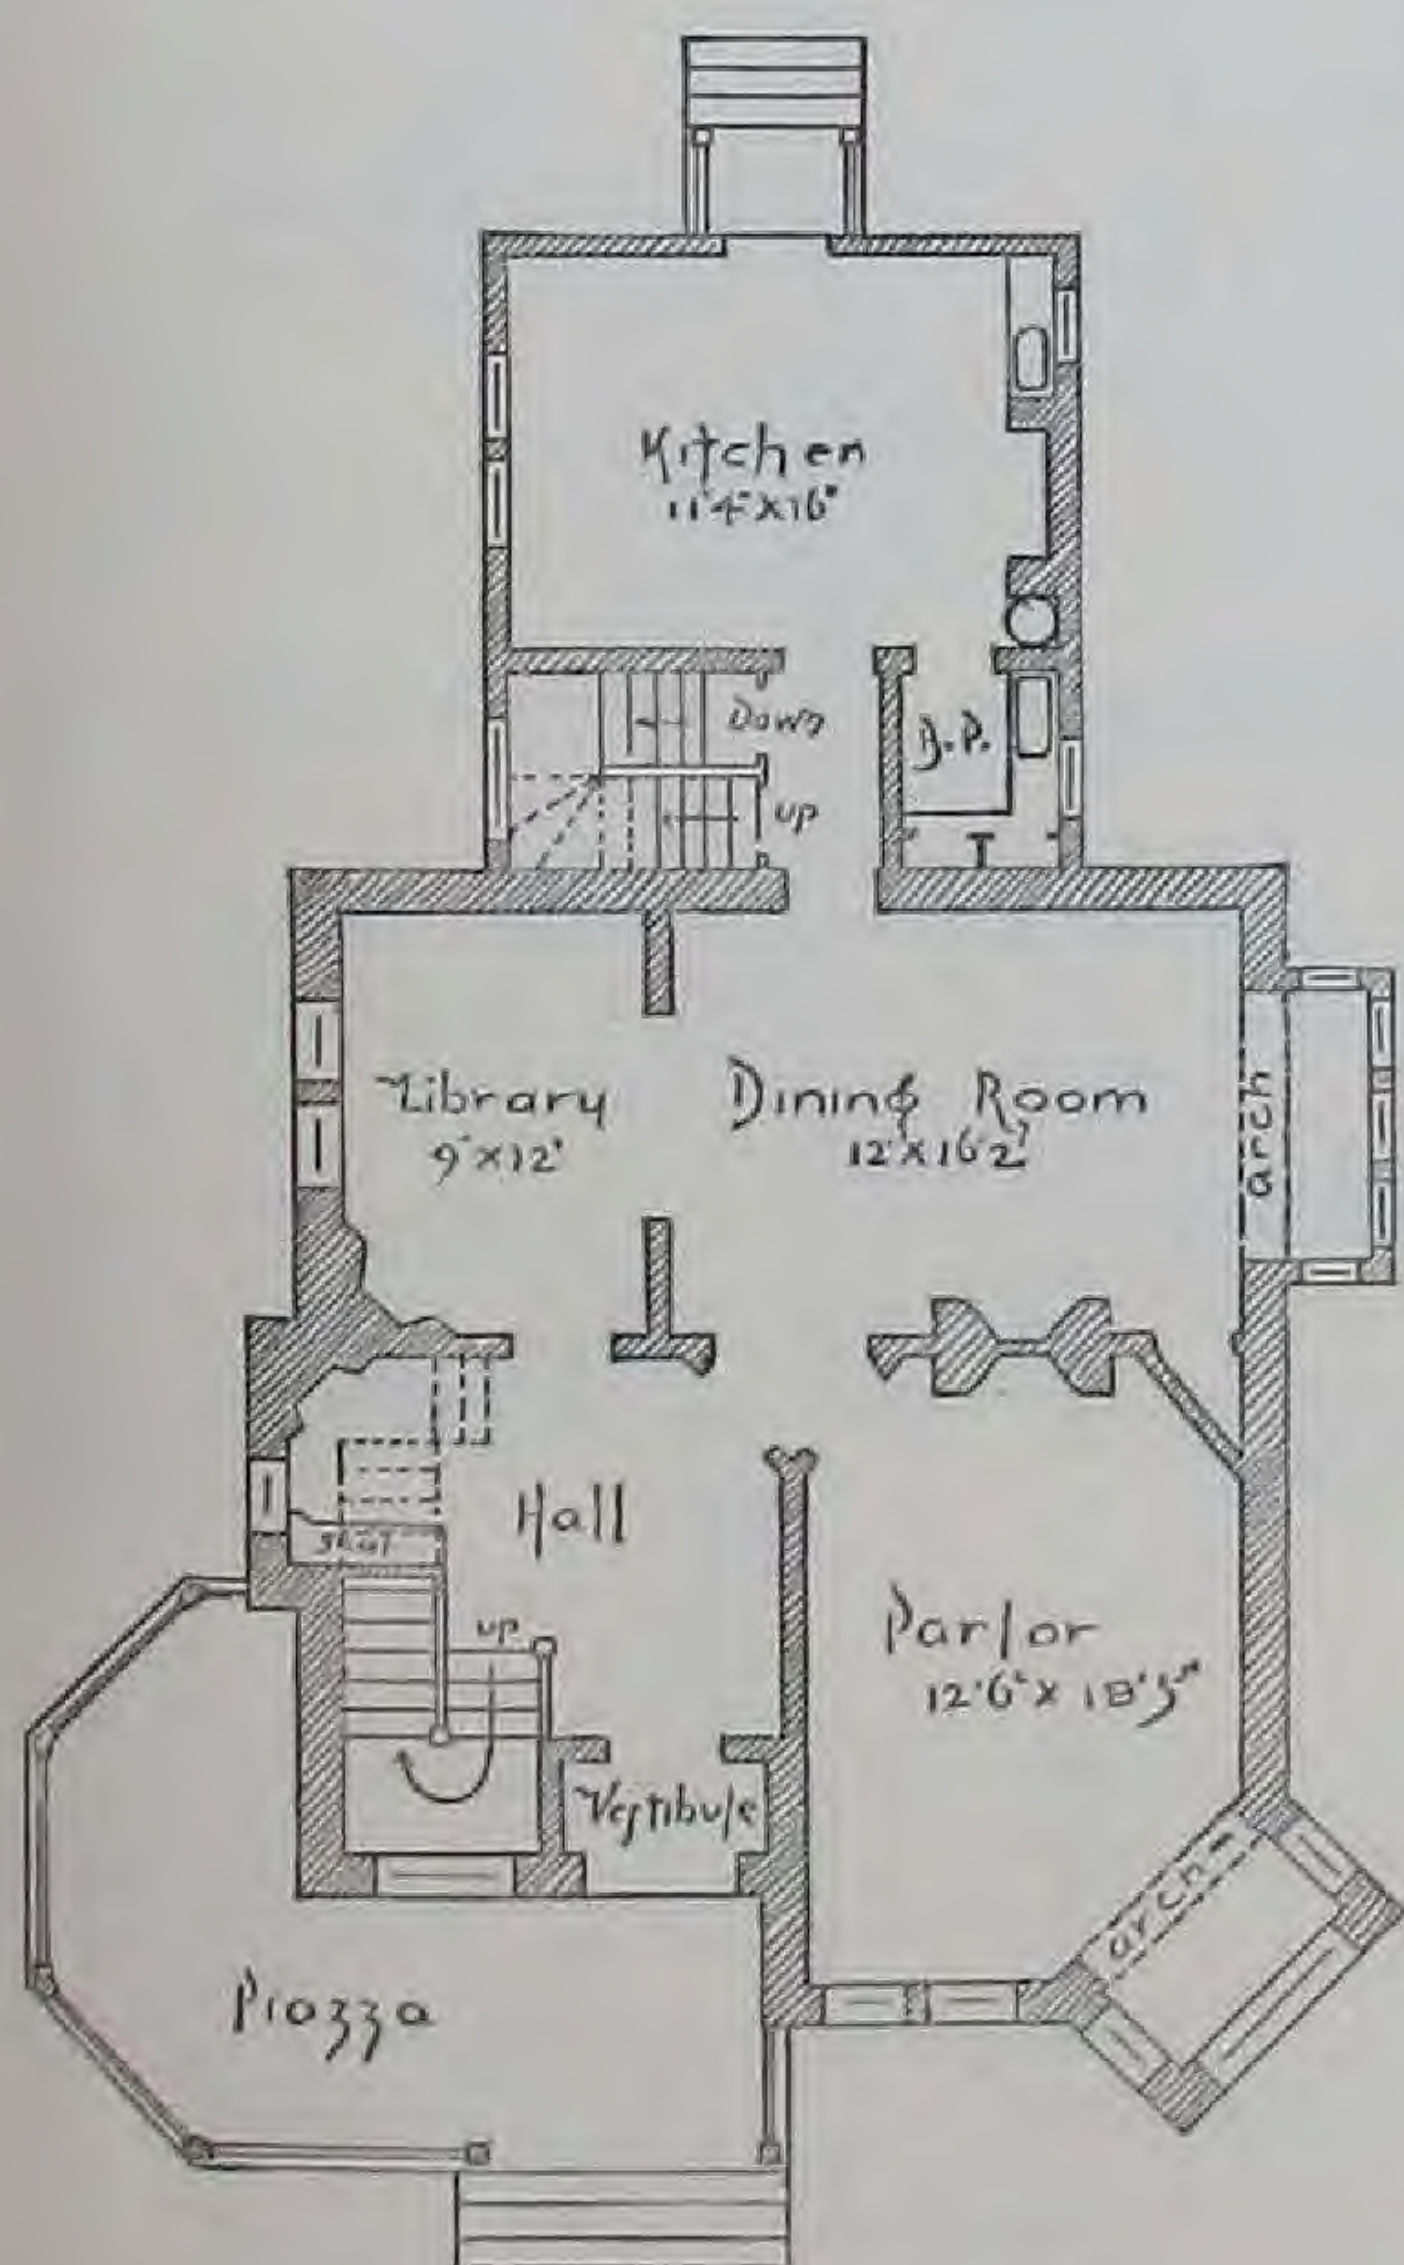 Kitchen
11'4"x16"
Down
up
B.P.
T
Library
9'x12'
Dining Room
12'x16'2"
arch
Hall
seat
up
Parlor
12'6"x18'3"
Vestibule
arch
Piazza